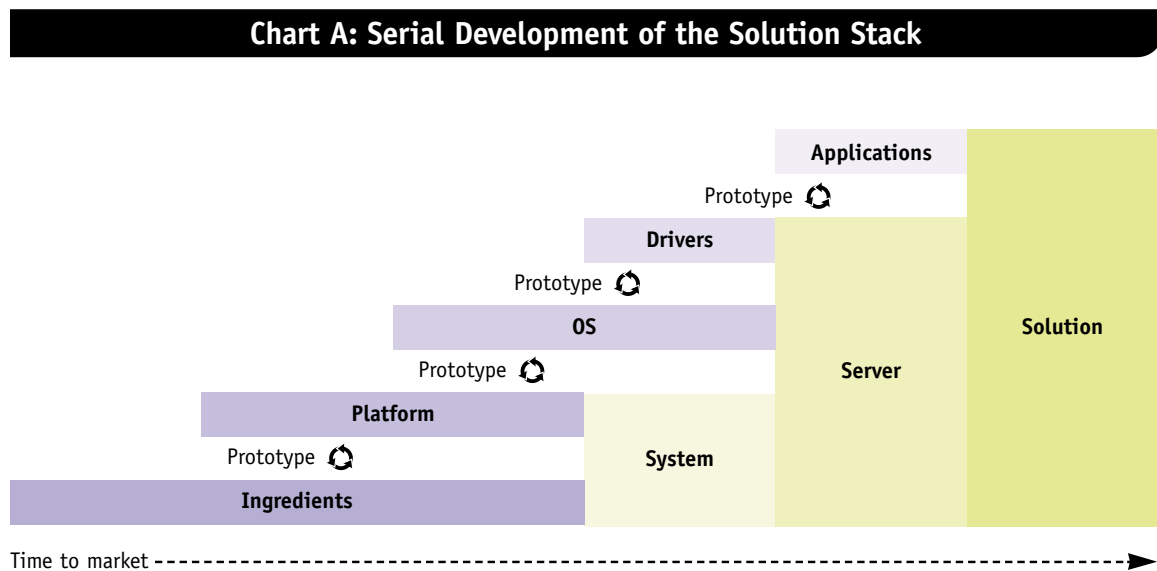 Chart A: Serial Development of the Solution Stack
Applications
Prototype
Drivers
Prototype
OS
Solution
Prototype
Server
Platform
Prototype
System
Ingredients
Time to market